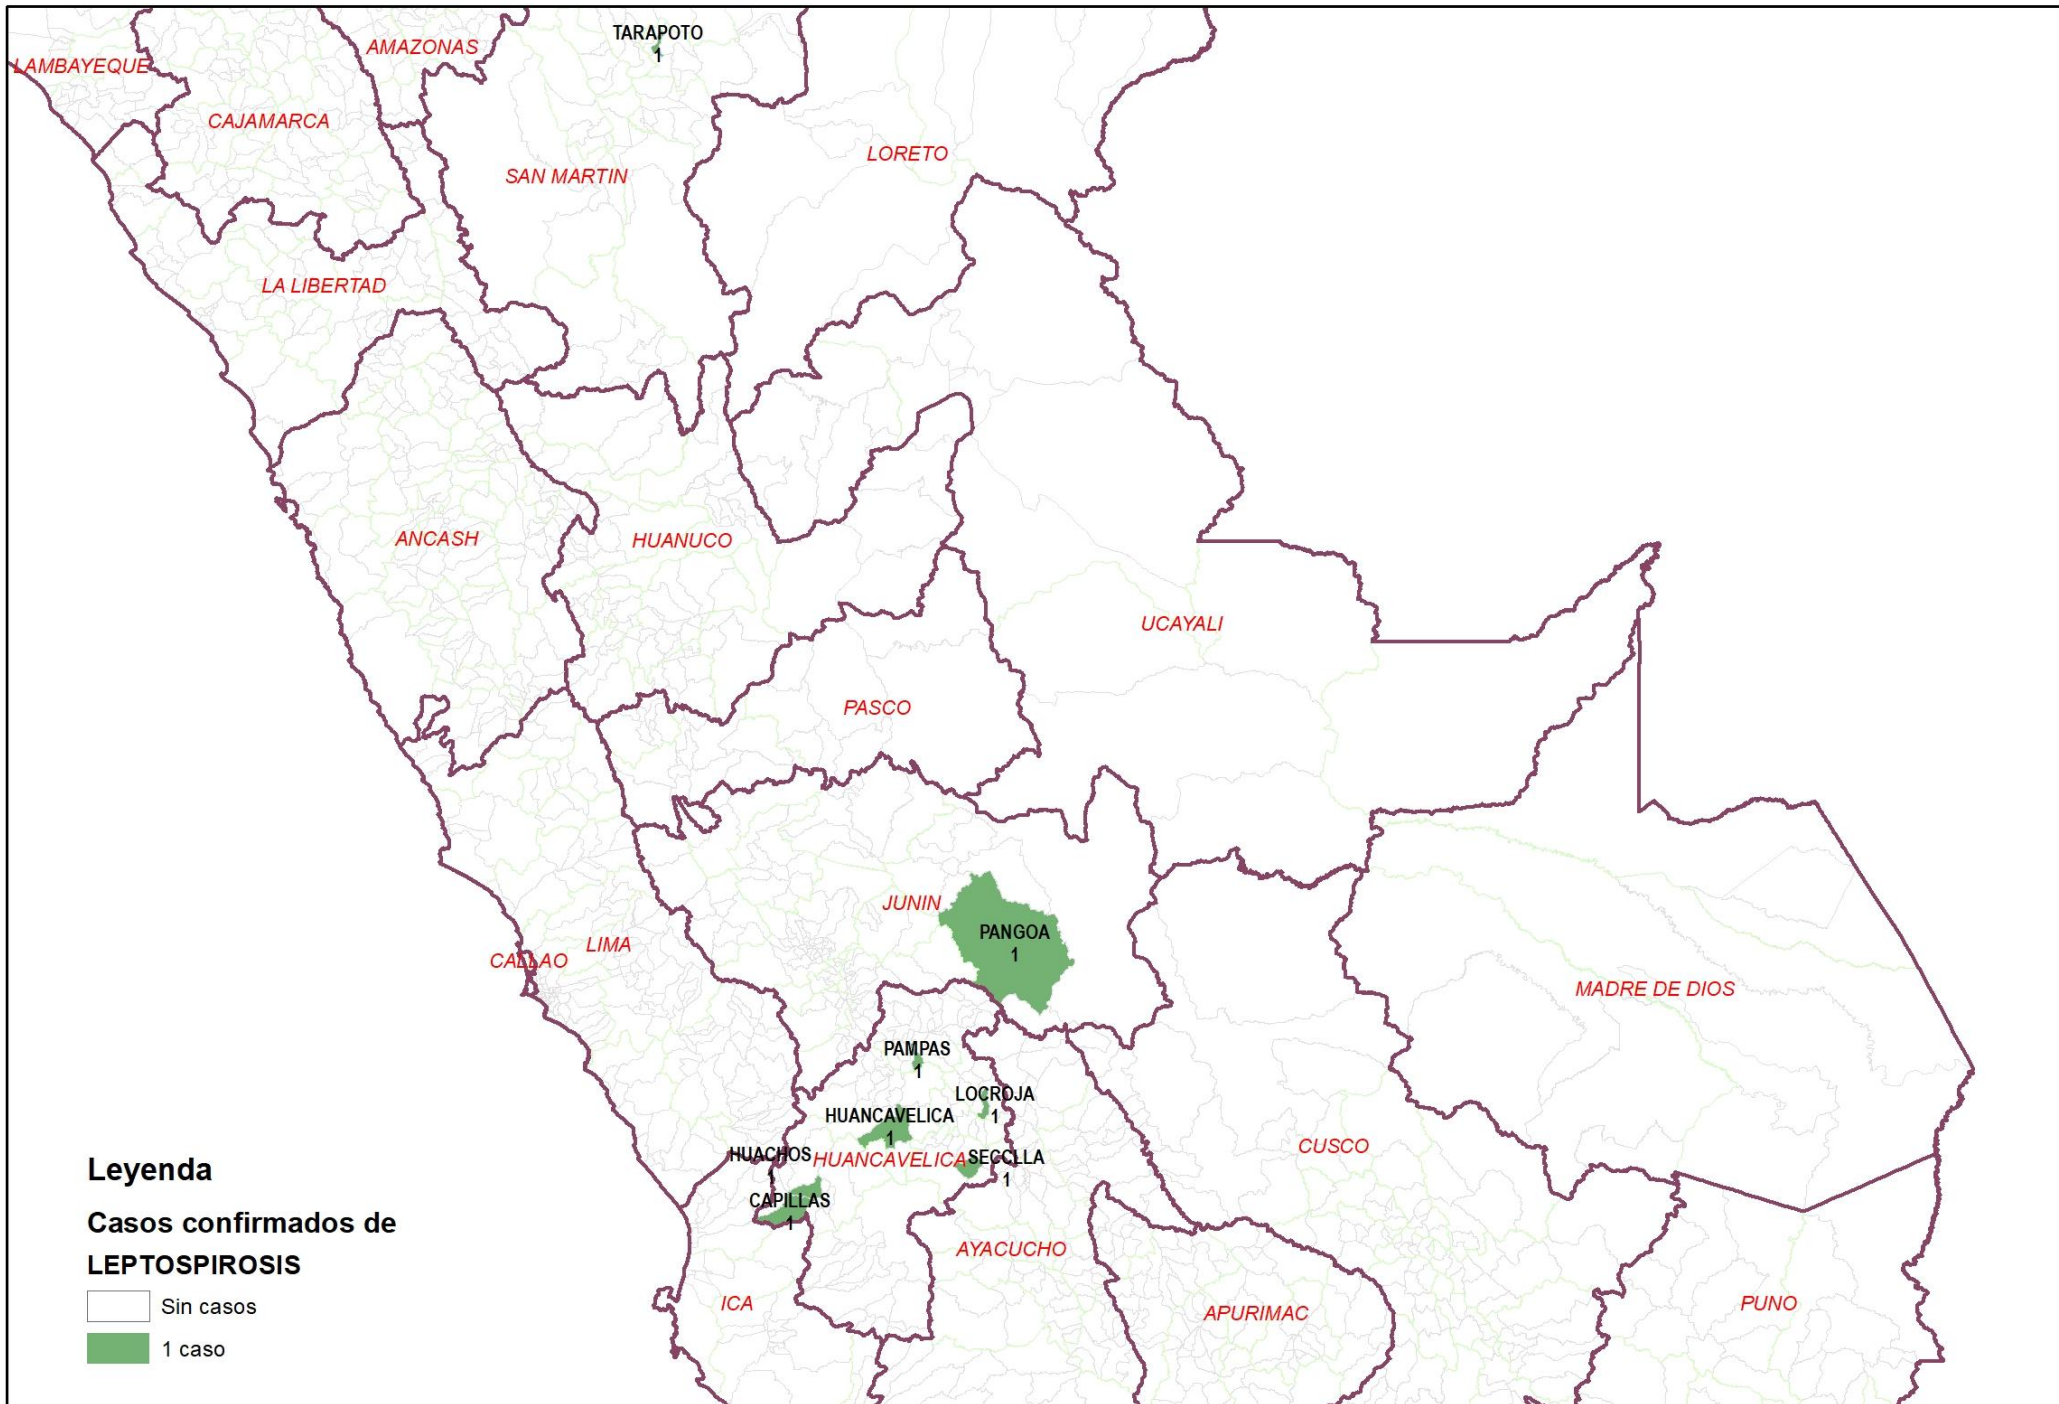 TARAPOTO
1
AMAZONAS
LAMBAYEQUE
CAJAMARCA
LORETO
SAN MARTIN
LA LIBERTAD
ANCASH
HUANUCO
UCAYALI
PASCO
JUNIN
PANGOA
1
LIMA
CALLAO
MADRE DE DIOS
PAMPAS
1
LOCROJA
1
HUANCAVELICA
1
HUACHOS
1
HUANCAVELICA
SECCLLA
1
CUSCO
CAPILLAS
1
AYACUCHO
ICA
APURIMAC
PUNO
Leyenda
Casos confirmados de
LEPTOSPIROSIS
Sin casos
1 caso